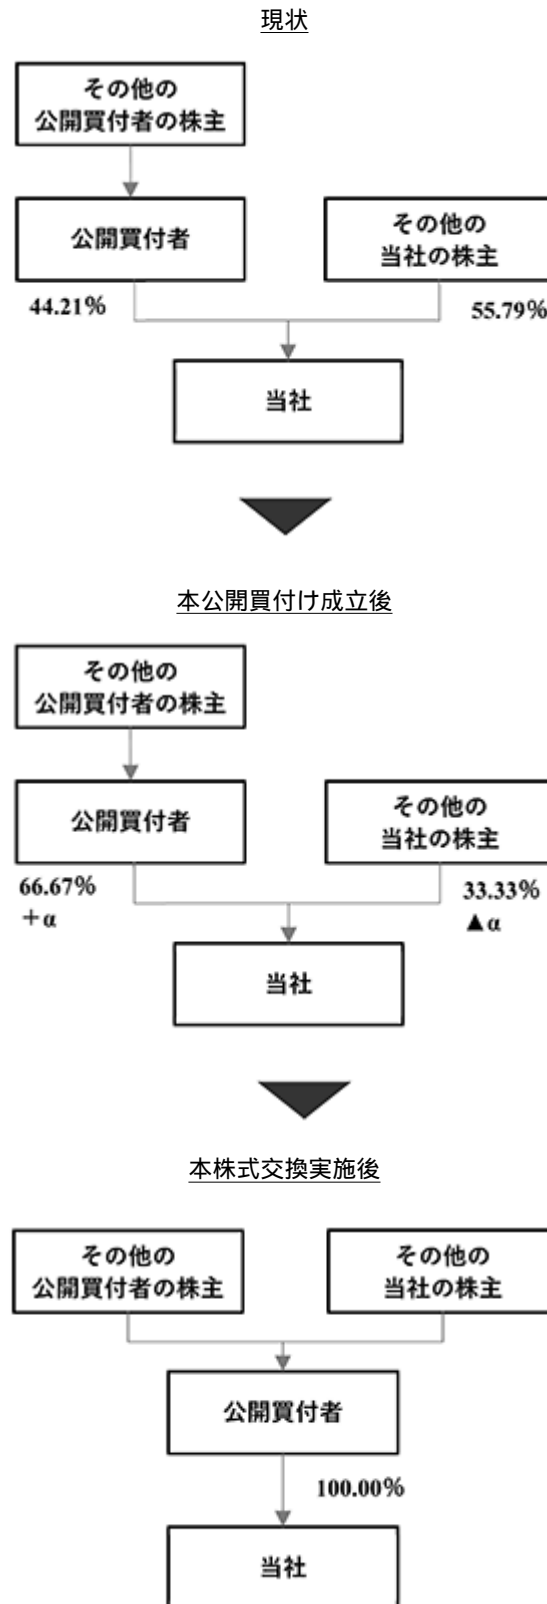 現状
その他の
公開買付者の株主
公開買付者
その他の
当社の株主
44.21%
55.79%
当社
本公開買付け成立後
その他の
公開買付者の株主
公開買付者
その他の
当社の株主
66.67%
＋α
33.33%
▲α
当社
本株式交換実施後
その他の
公開買付者の株主
その他の
当社の株主
公開買付者
100.00%
当社